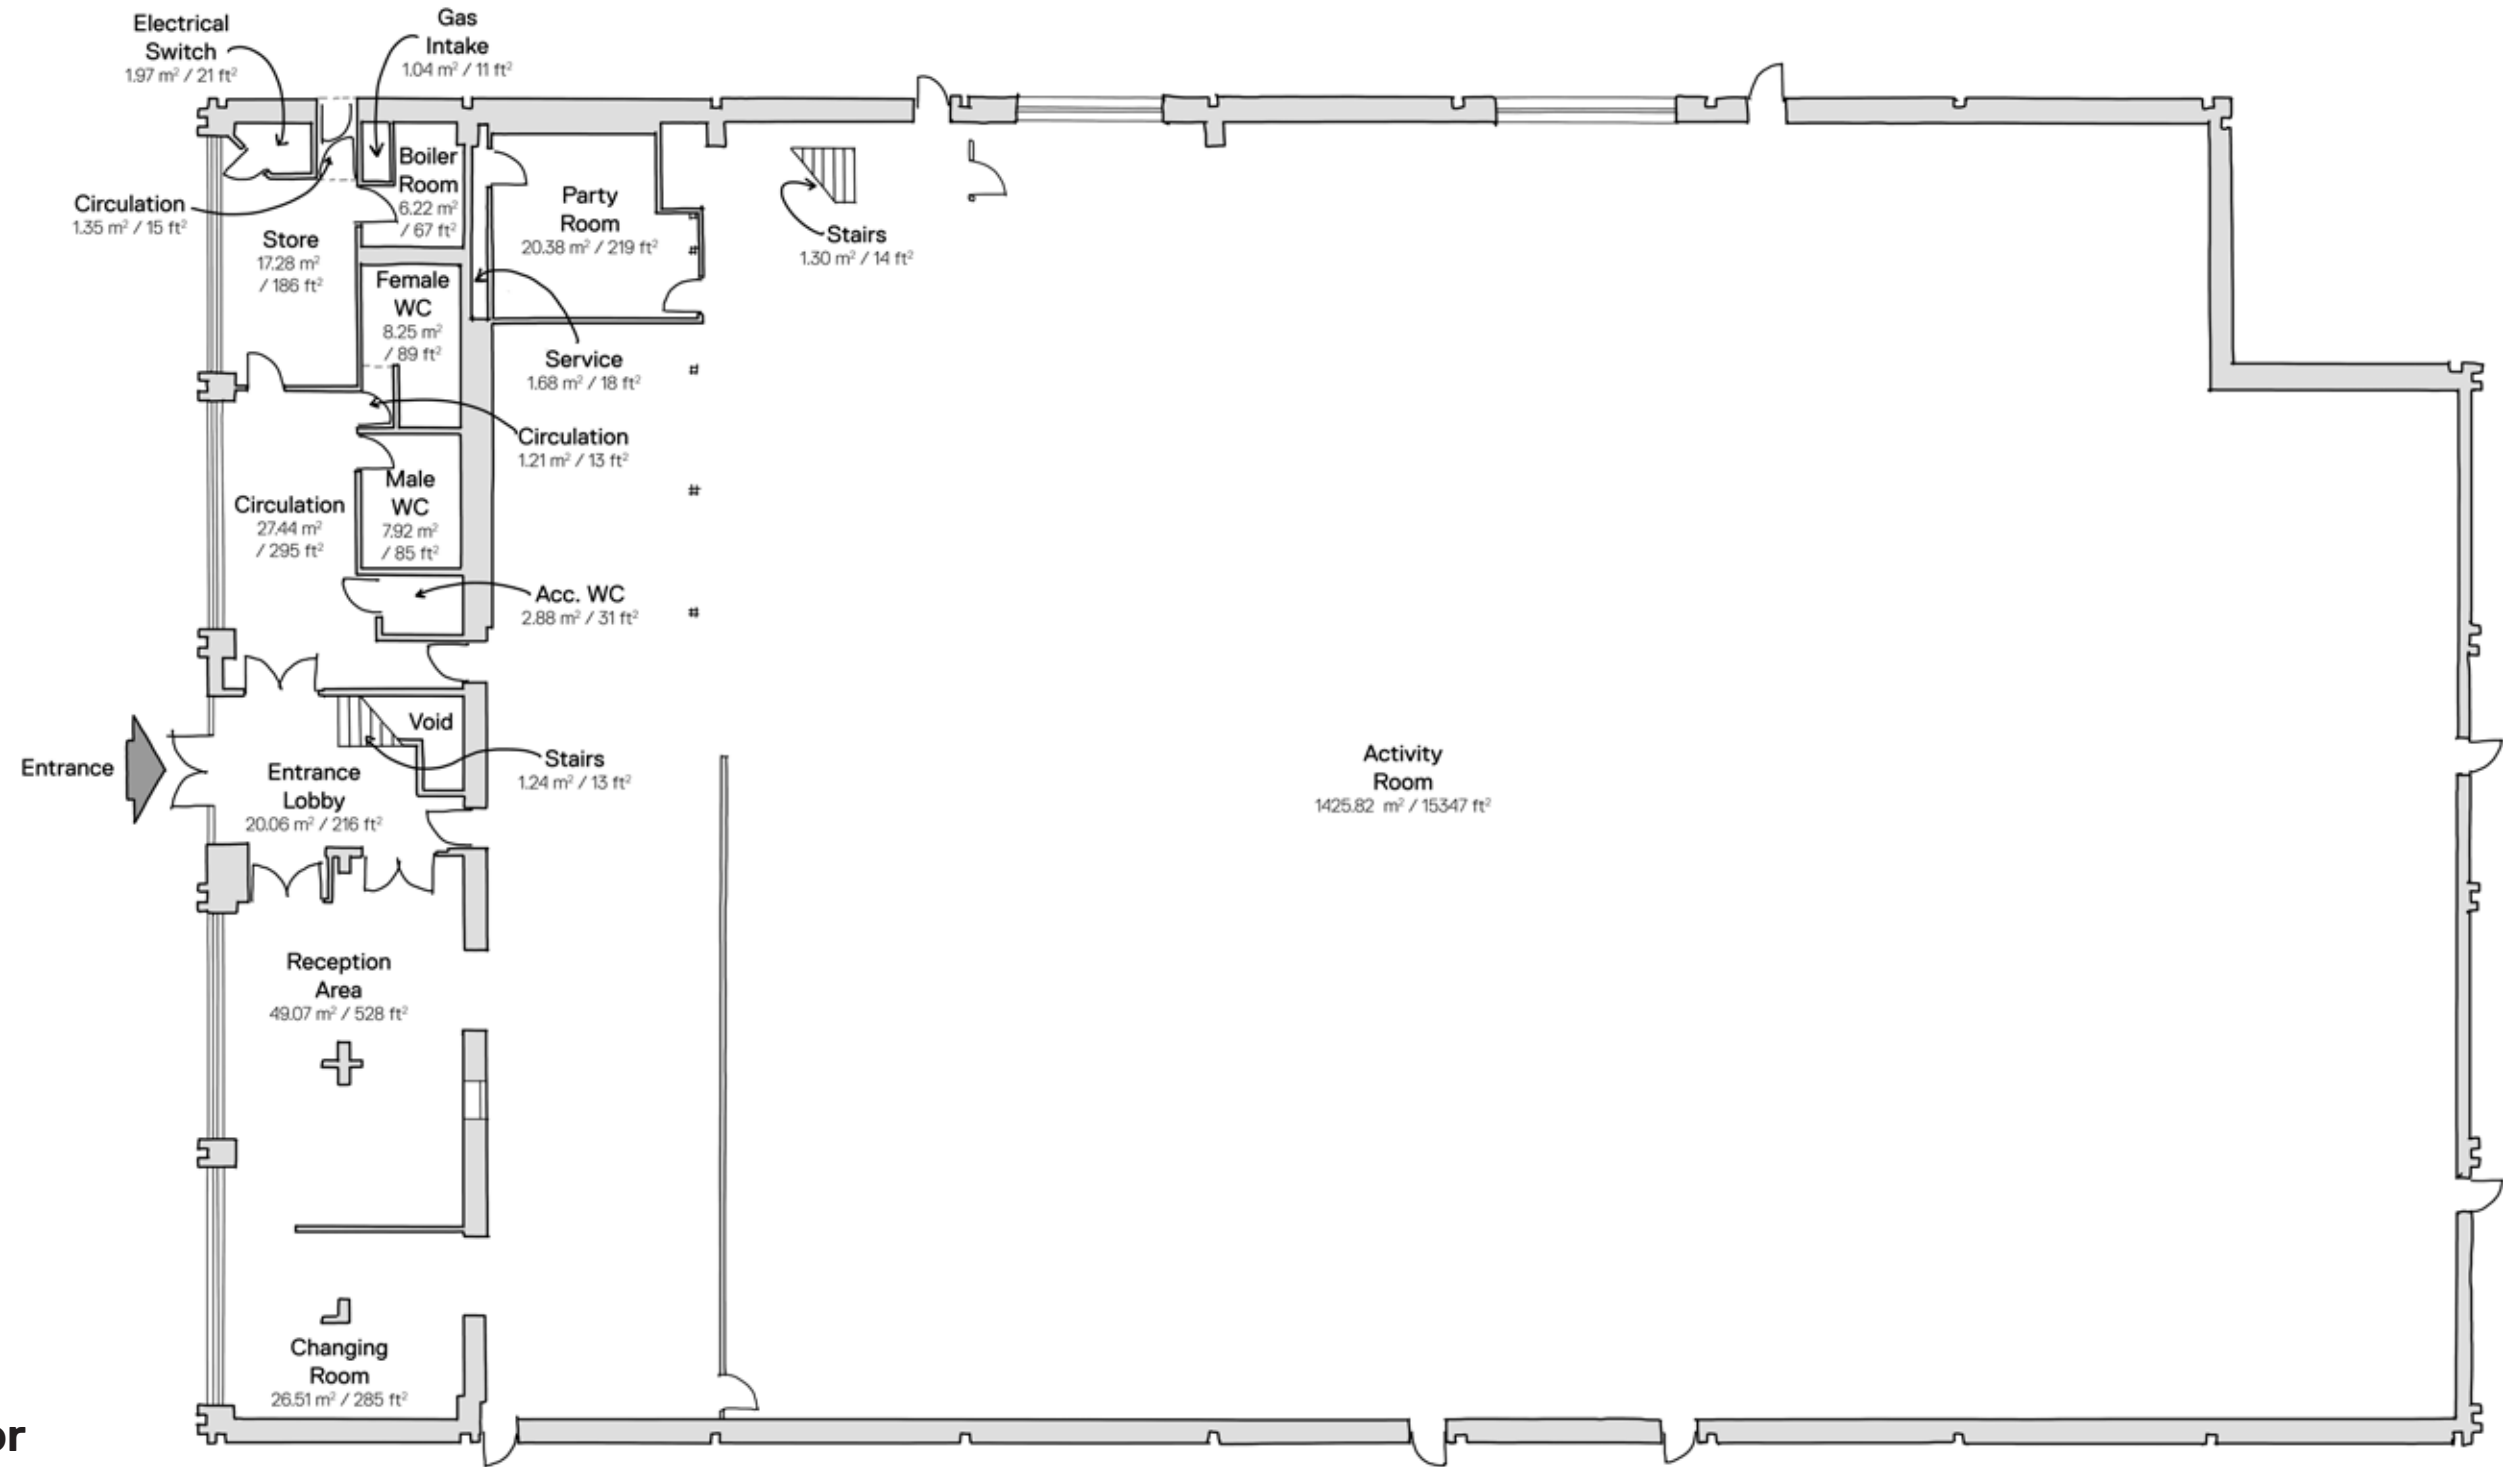 Electrical
Switch
1.97 m² / 21 ft²
Gas
Intake
1.04 m² / 11 ft²
Boiler
Room
6.22 m²
/ 67 ft²
Circulation
1.35 m² / 15 ft²
Store
17.28 m²
/ 186 ft²
Party
Room
20.38 m² / 219 ft²
Stairs
1.30 m² / 14 ft²
Female
WC
8.25 m²
/ 89 ft²
Service
1.68 m² / 18 ft²
Circulation
1.21 m² / 13 ft²
Male
WC
7.92 m²
/ 85 ft²
Circulation
27.44 m²
/ 295 ft²
Acc. WC
2.88 m² / 31 ft²
Void
Stairs
1.24 m² / 13 ft²
Entrance
Entrance
Lobby
20.06 m² / 216 ft²
Activity
Room
1425.82 m² / 15347 ft²
Reception
Area
49.07 m² / 528 ft²
Changing
Room
26.51 m² / 285 ft²
or